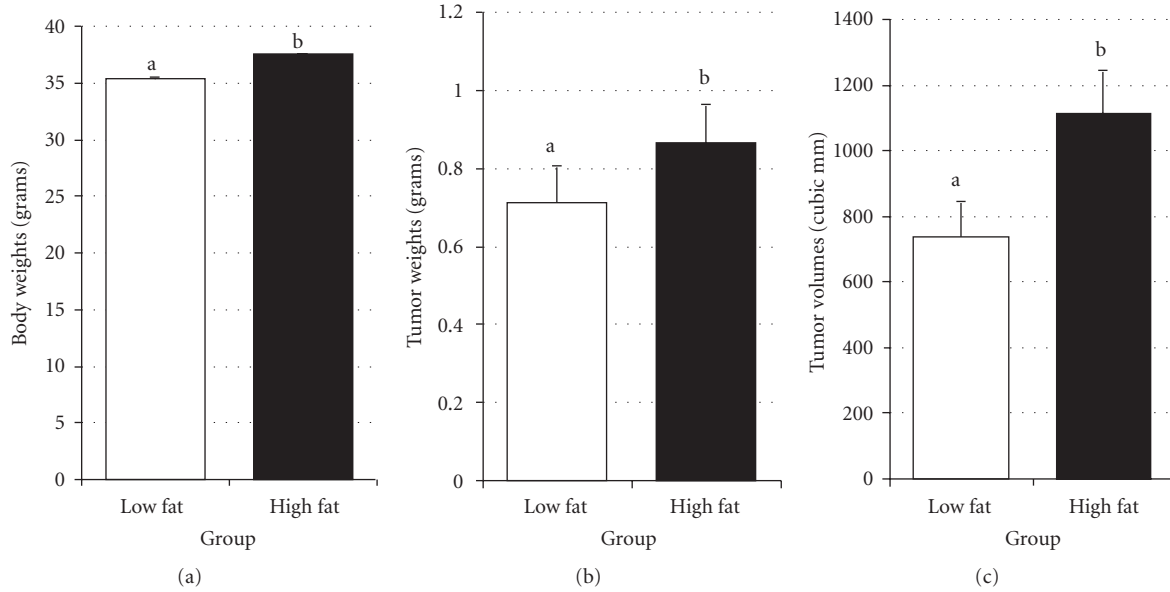 Body weights (grams)
40
35
30
25
20
15
10
5
0
a
b
Low fat
High fat
Group
(a)
Tumor weights (grams)
1.2
1
0.8
0.6
0.4
0.2
0
a
b
Low fat
High fat
Group
(b)
Tumor volumes (cubic mm)
1400
1200
1000
800
600
400
200
0
a
b
Low fat
High fat
Group
(c)